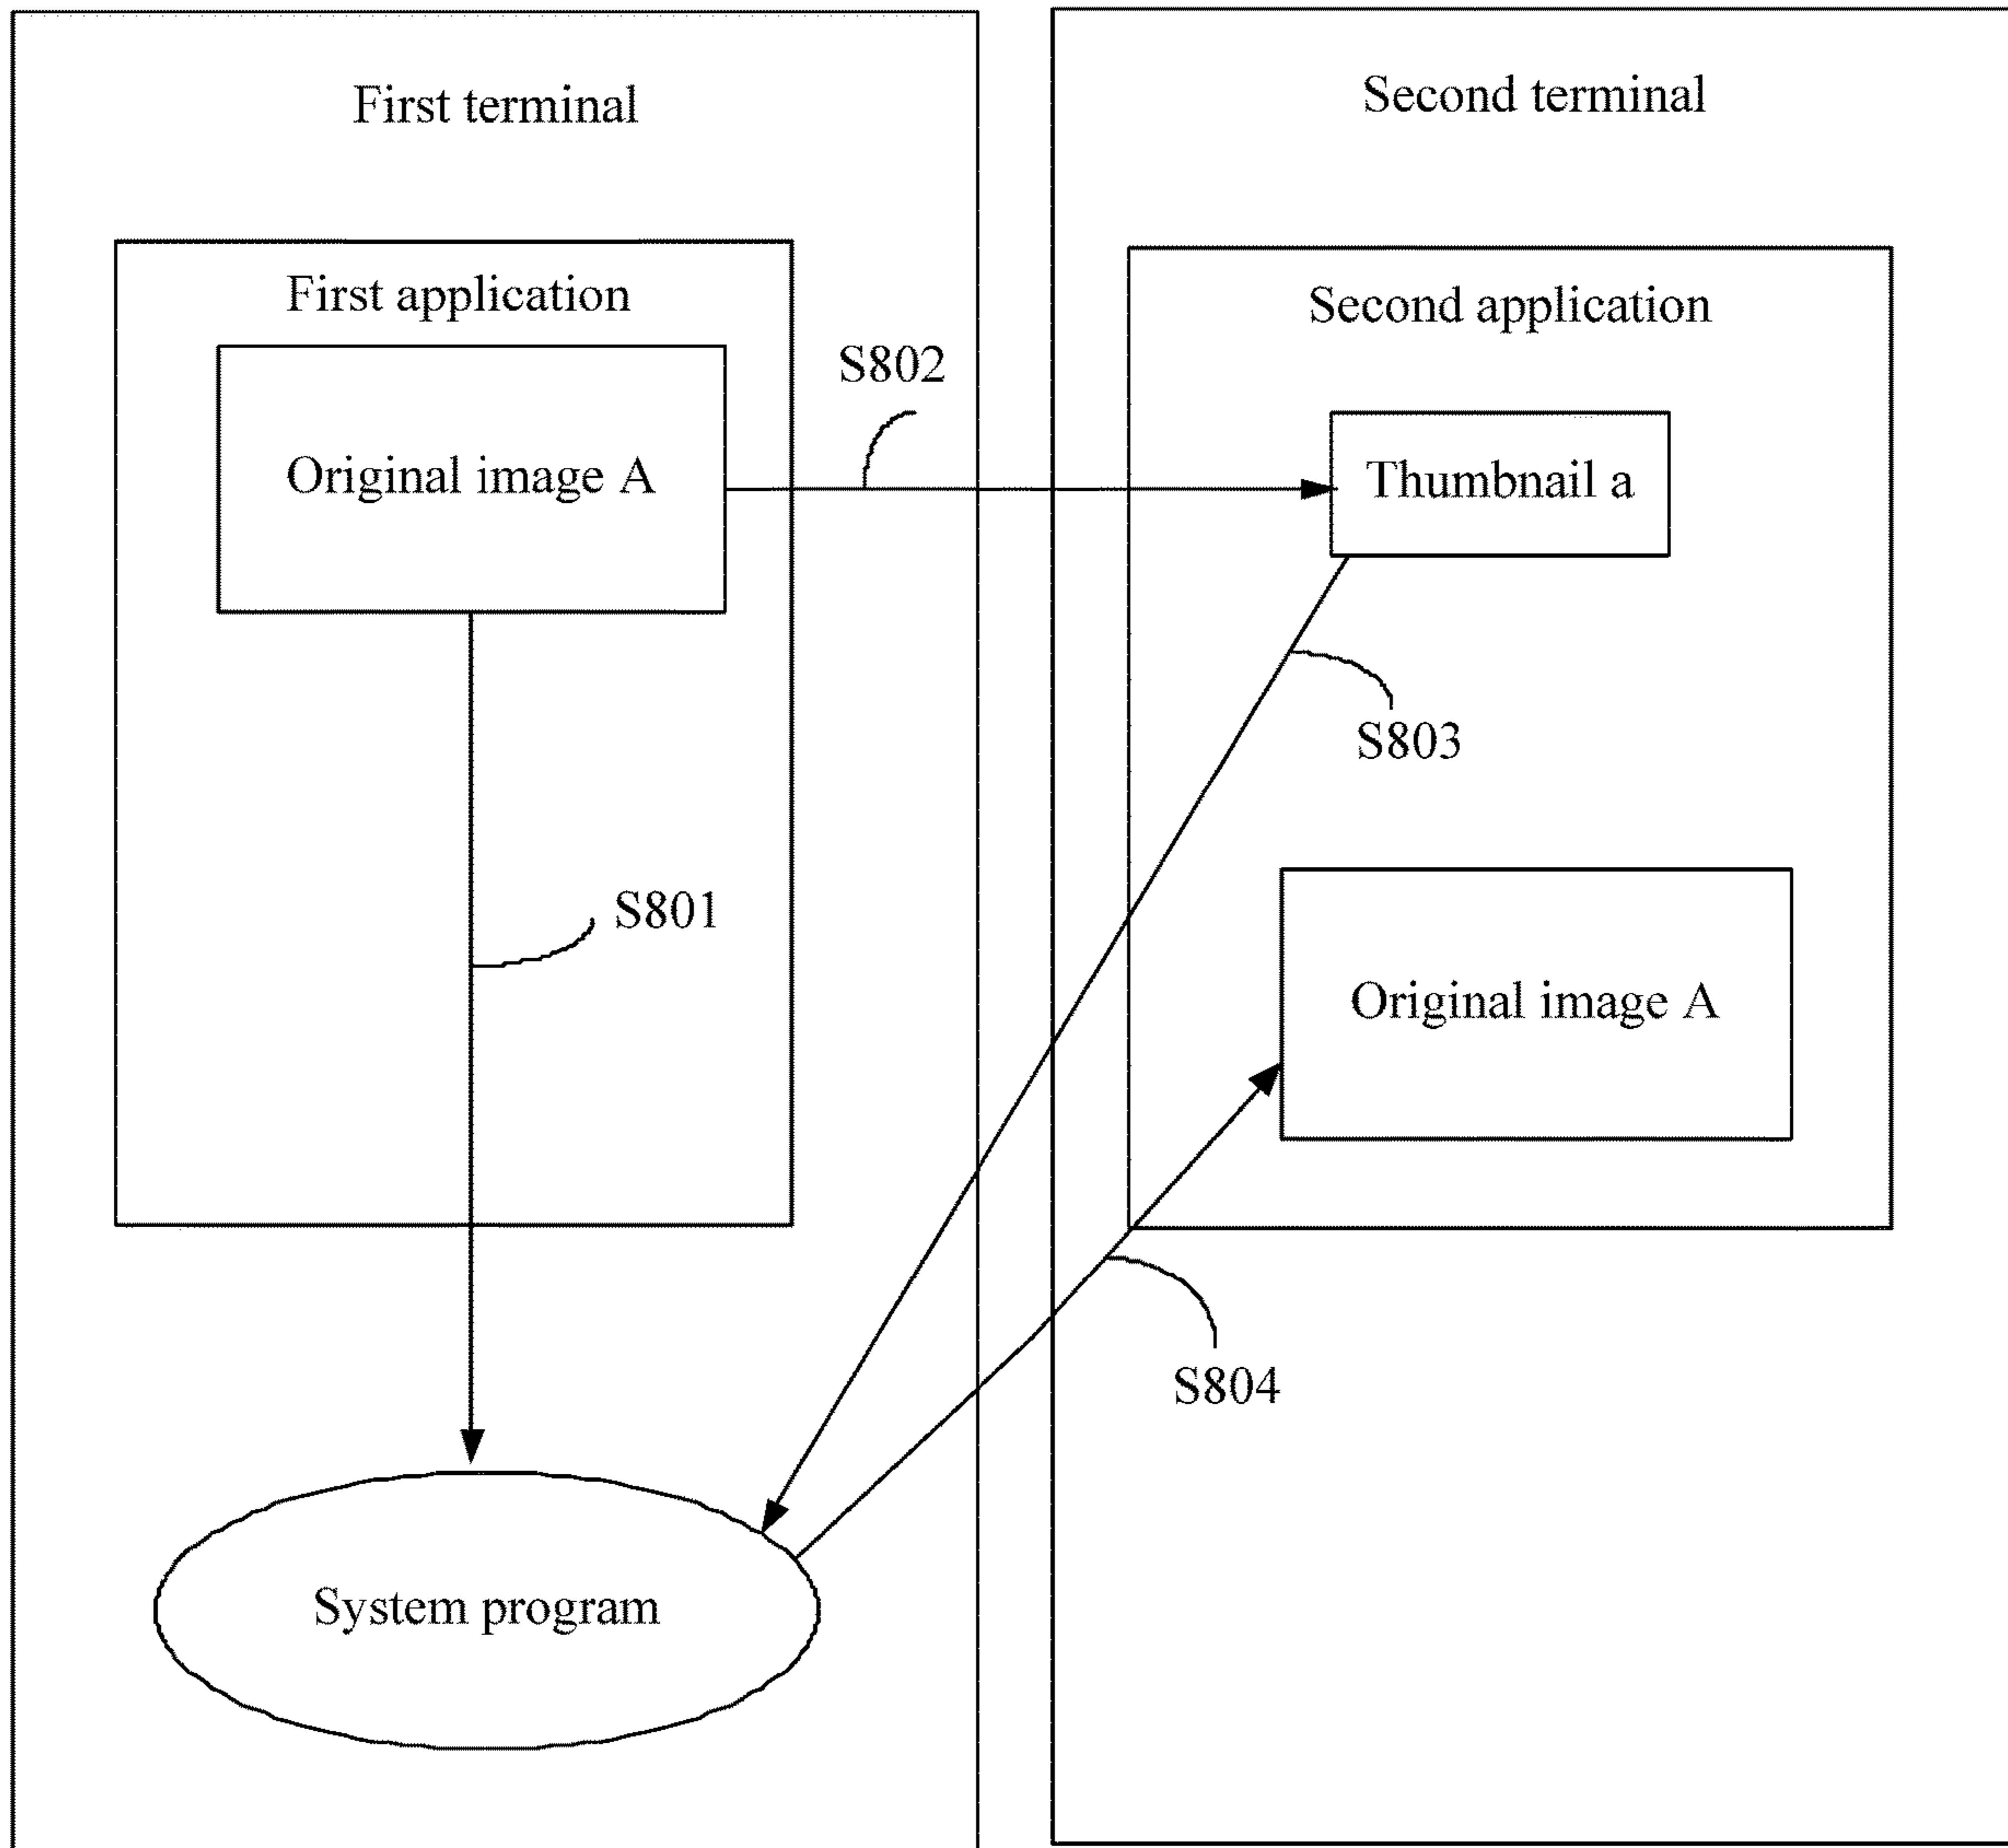 First terminal
First application
Original image A
S802
S801
System program
Second terminal
Second application
Thumbnail a
S803
Original image A
S804